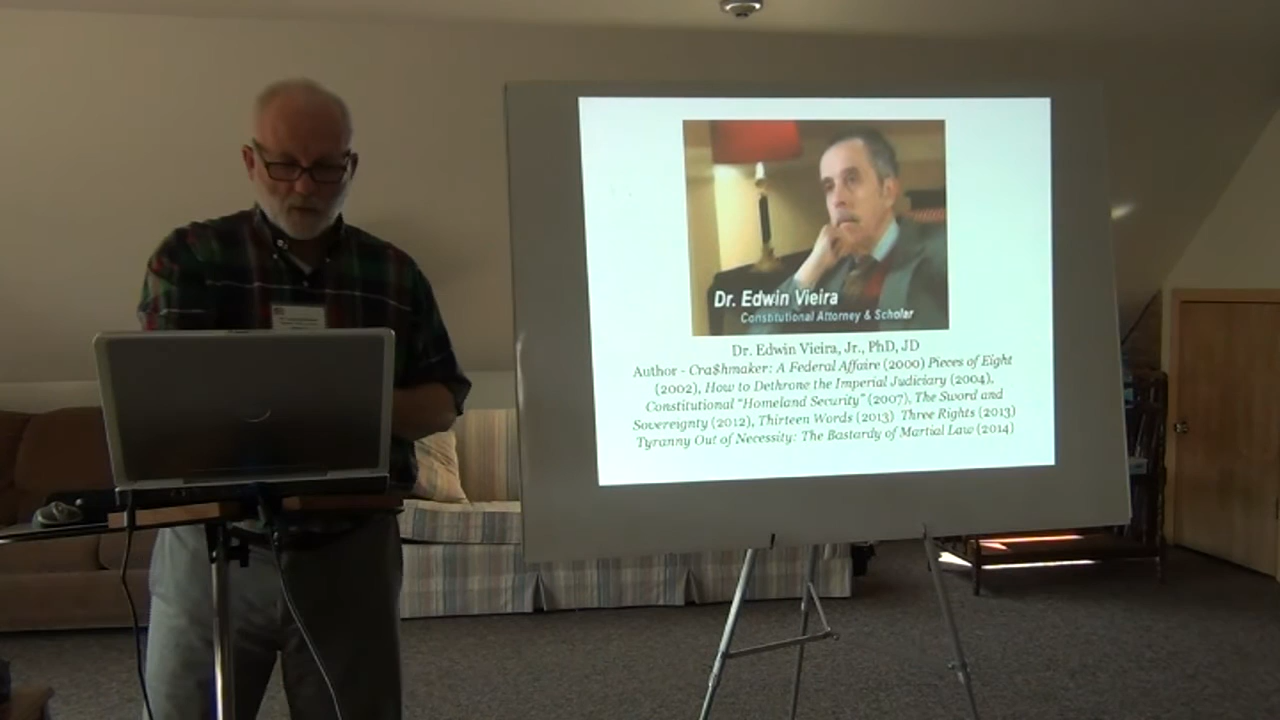 Dr. Edwin Vieira
Constitutional Attorney & Scholar
Dr. Edwin Vieira, Jr., PhD, JD
Author - Cra$hmaker: A Federal Affaire (2000) Pieces of Eight
(2002), How to Dethrone the Imperial Judiciary (2004),
Constitutional "Homeland Security" (2007), The Sword and
Sovereignty (2012), Thirteen Words (2013) Three Rights (2013)
Tyranny Out of Necessity: The Bastardy of Martial Law (2014)